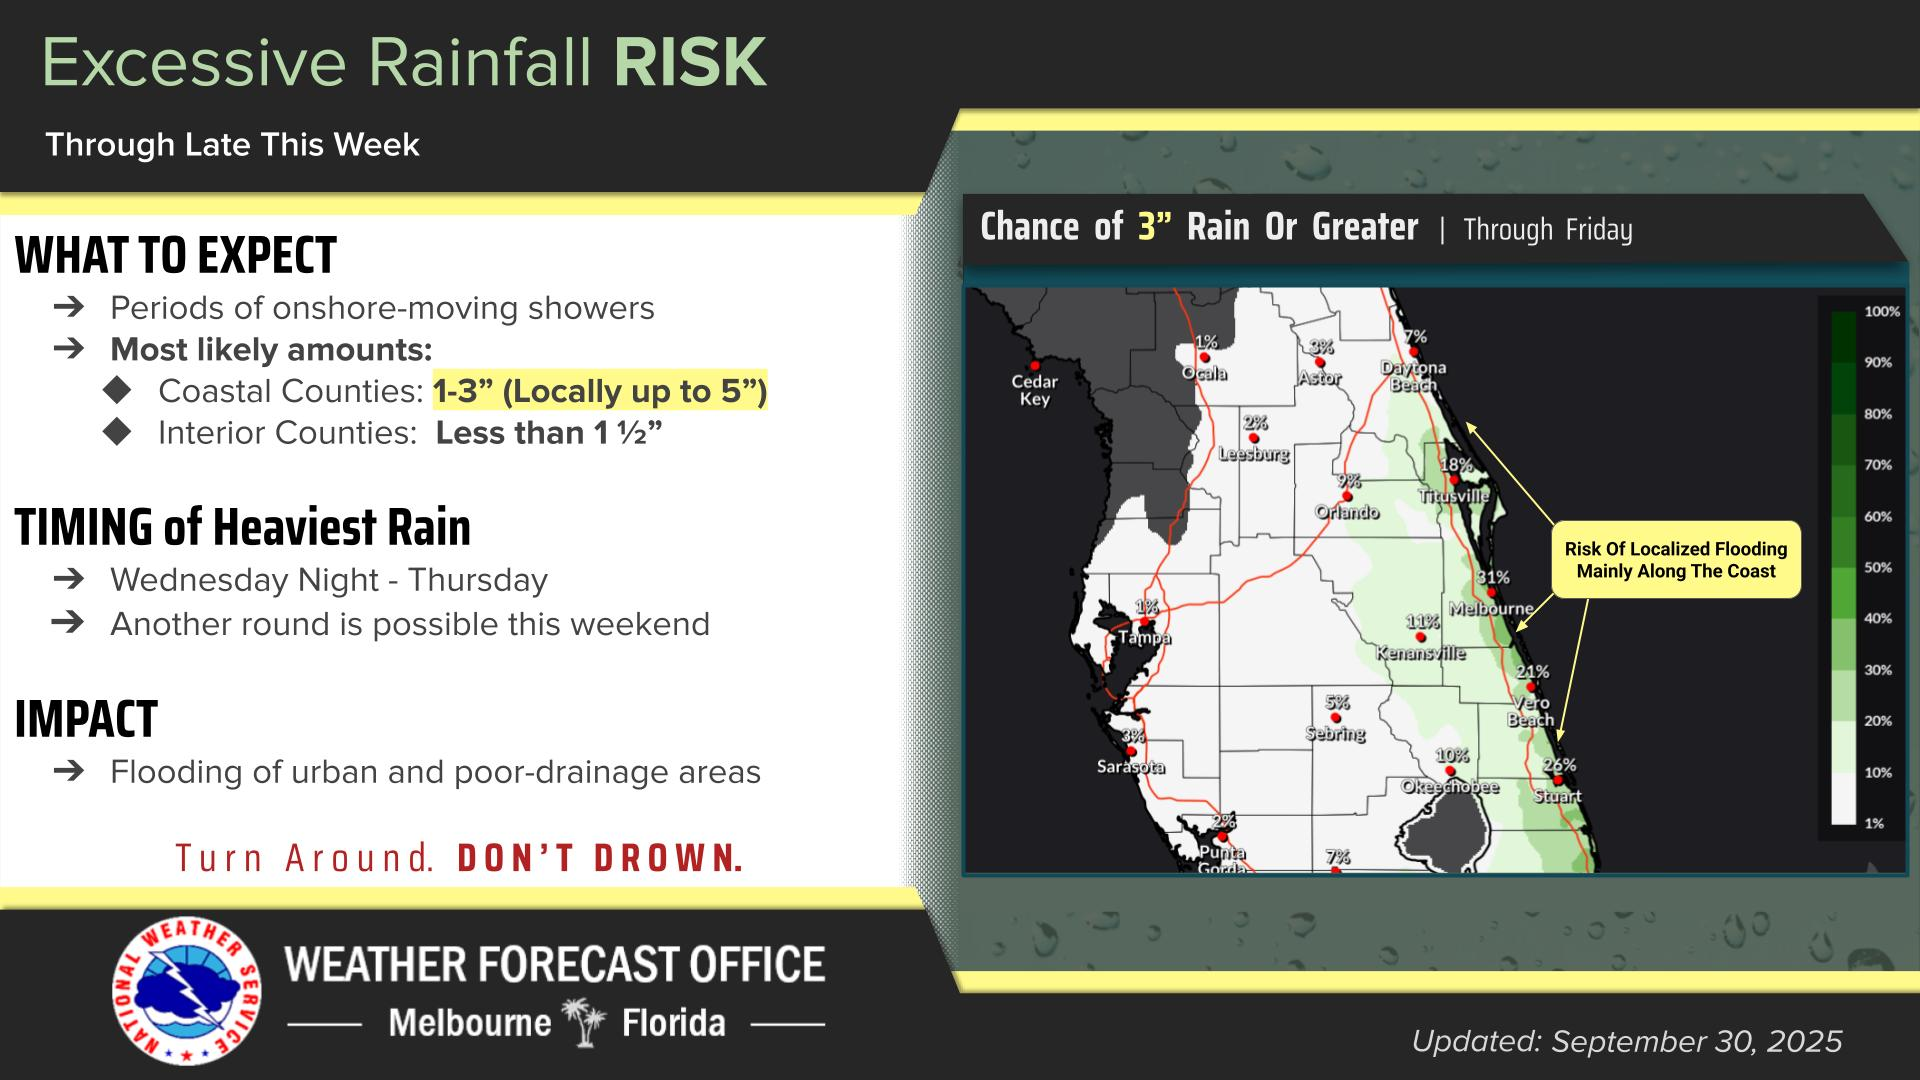 Excessive Rainfall RISK
Through Late This Week
WHAT TO EXPECT
➔ Periods of onshore-moving showers
➔ Most likely amounts:
◆ Coastal Counties: 1-3” (Locally up to 5”)
◆ Interior Counties: Less than 1 ½”
TIMING of Heaviest Rain
➔ Wednesday Night - Thursday
➔ Another round is possible this weekend
IMPACT
➔ Flooding of urban and poor-drainage areas
Turn Around. DON’T DROWN.
NATIONAL WEATHER SERVICE
WEATHER FORECAST OFFICE
Melbourne Florida
Chance of 3” Rain Or Greater | Through Friday
Cedar
Key
1%
Ocala
3%
Astor
7%
Daytona
Beach
2%
Leesburg
18%
Titusville
9%
Orlando
Risk Of Localized Flooding
Mainly Along The Coast
31%
Melbourne
1%
Tampa
11%
Kenansville
21%
Vero
Beach
5%
Sebring
3%
Sarasota
10%
Okeechobee
26%
Stuart
2%
Punta
Gorda
7%
100%
90%
80%
70%
60%
50%
40%
30%
20%
10%
1%
Updated: September 30, 2025